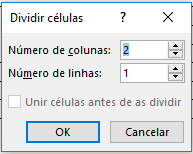 Dividir células ? ×
Número de colunas: 2
Número de linhas: 1
Unir células antes de as dividir
OK Cancelar